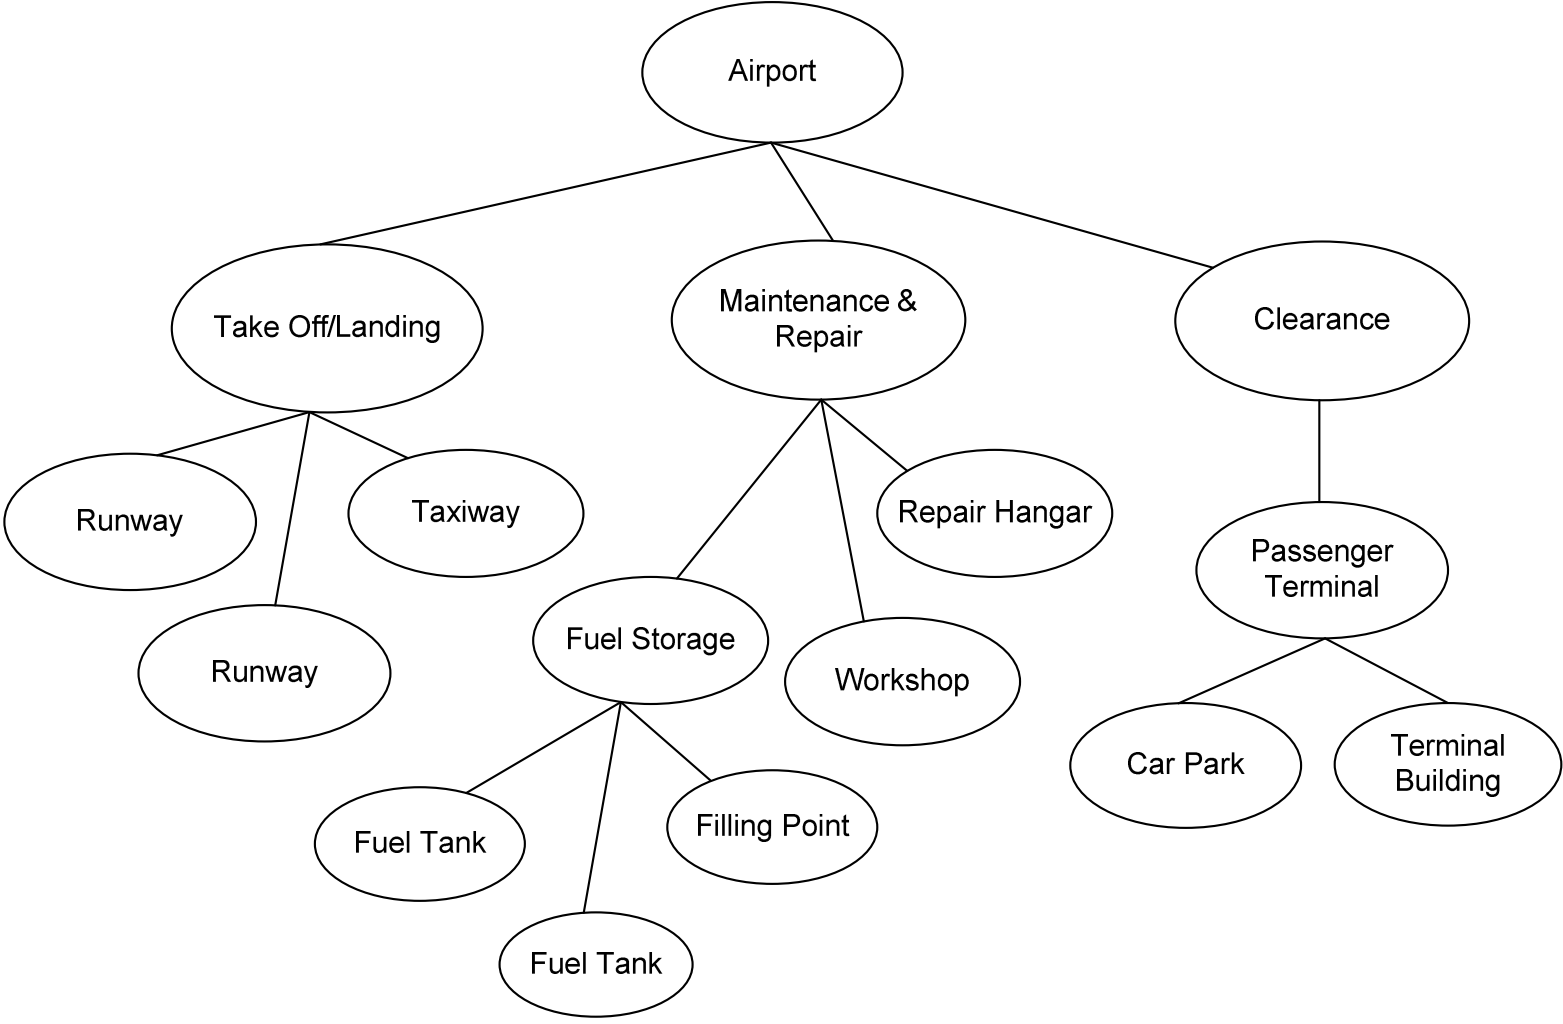 Airport
Take Off/Landing
Maintenance &
Repair
Clearance
Runway
Taxiway
Repair Hangar
Passenger
Terminal
Runway
Fuel Storage
Workshop
Car Park
Terminal
Building
Fuel Tank
Filling Point
Fuel Tank